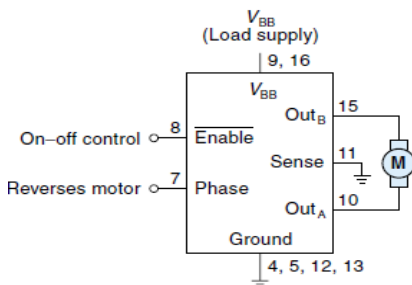 V_BB
(Load supply)
9, 16
V_BB
15
Out_B
8
On–off control
Enable
11
Sense
M
7
Reverses motor
Phase
10
Out_A
Ground
4, 5, 12, 13